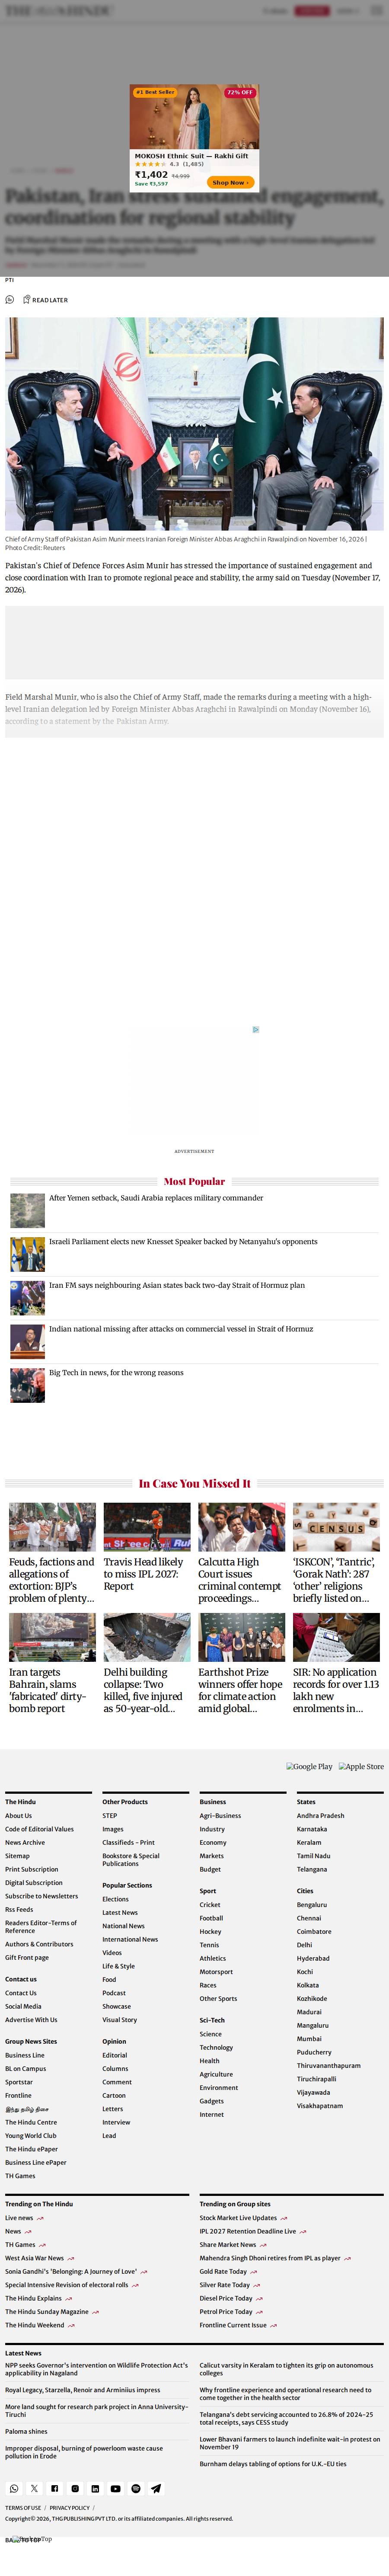 THE HINDU
#1 Best Seller
72% OFF
MOKOSH Ethnic Suit — Rakhi Gift
4.3 (1,485)
₹1,402 ₹4,999
Save ₹3,597
Shop Now ›
coordination for regional stability
PTI
READ LATER
Chief of Army Staff of Pakistan Asim Munir meets Iranian Foreign Minister Abbas Araghchi in Rawalpindi on November 16, 2026 |
Photo Credit: Reuters
Pakistan's Chief of Defence Forces Asim Munir has stressed the importance of sustained engagement and
close coordination with Iran to promote regional peace and stability, the army said on Tuesday (November 17,
2026).
Field Marshal Munir, who is also the Chief of Army Staff, made the remarks during a meeting with a high-
level Iranian delegation led by Foreign Minister Abbas Araghchi in Rawalpindi on Monday (November 16),
according to a statement by the Pakistan Army.
ADVERTISEMENT
Most Popular
After Yemen setback, Saudi Arabia replaces military commander
Israeli Parliament elects new Knesset Speaker backed by Netanyahu's opponents
Iran FM says neighbouring Asian states back two-day Strait of Hormuz plan
Indian national missing after attacks on commercial vessel in Strait of Hormuz
Big Tech in news, for the wrong reasons
In Case You Missed It
Feuds, factions and
allegations of
extortion: BJP's
problem of plenty...
Travis Head likely
to miss IPL 2027:
Report
Calcutta High
Court issues
criminal contempt
proceedings...
'ISKCON', 'Tantric',
'Gorak Nath': 287
'other' religions
briefly listed on...
Iran targets
Bahrain, slams
'fabricated' dirty-
bomb report
Delhi building
collapse: Two
killed, five injured
as 50-year-old...
Earthshot Prize
winners offer hope
for climate action
amid global...
SIR: No application
records for over 1.13
lakh new
enrolments in...
Google Play
Apple Store
The Hindu
About Us
Code of Editorial Values
News Archive
Sitemap
Print Subscription
Digital Subscription
Subscribe to Newsletters
Rss Feeds
Readers Editor-Terms of
Reference
Authors & Contributors
Gift Front page
Contact us
Contact Us
Social Media
Advertise With Us
Group News Sites
Business Line
BL on Campus
Sportstar
Frontline
இந்து தமிழ் திசை
The Hindu Centre
Young World Club
The Hindu ePaper
Business Line ePaper
TH Games
Other Products
STEP
Images
Classifieds - Print
Bookstore & Special
Publications
Popular Sections
Elections
Latest News
National News
International News
Videos
Life & Style
Food
Podcast
Showcase
Visual Story
Opinion
Editorial
Columns
Comment
Cartoon
Letters
Interview
Lead
Business
Agri-Business
Industry
Economy
Markets
Budget
Sport
Cricket
Football
Hockey
Tennis
Athletics
Motorsport
Races
Other Sports
Sci-Tech
Science
Technology
Health
Agriculture
Environment
Gadgets
Internet
States
Andhra Pradesh
Karnataka
Keralam
Tamil Nadu
Telangana
Cities
Bengaluru
Chennai
Coimbatore
Delhi
Hyderabad
Kochi
Kolkata
Kozhikode
Madurai
Mangaluru
Mumbai
Puducherry
Thiruvananthapuram
Tiruchirapalli
Vijayawada
Visakhapatnam
Trending on The Hindu
Live news
News
TH Games
West Asia War News
Sonia Gandhi's 'Belonging: A Journey of Love'
Special Intensive Revision of electoral rolls
The Hindu Explains
The Hindu Sunday Magazine
The Hindu Weekend
Trending on Group sites
Stock Market Live Updates
IPL 2027 Retention Deadline Live
Share Market News
Mahendra Singh Dhoni retires from IPL as player
Gold Rate Today
Silver Rate Today
Diesel Price Today
Petrol Price Today
Frontline Current Issue
Latest News
NPP seeks Governor's intervention on Wildlife Protection Act's
applicability in Nagaland
Royal Legacy, Starzella, Renoir and Arminiius impress
More land sought for research park project in Anna University-
Tiruchi
Paloma shines
Improper disposal, burning of powerloom waste cause
pollution in Erode
Calicut varsity in Keralam to tighten its grip on autonomous
colleges
Why frontline experience and operational research need to
come together in the health sector
Telangana's debt servicing accounted to 26.8% of 2024-25
total receipts, says CESS study
Lower Bhavani farmers to launch indefinite wait-in protest on
November 19
Burnham delays tabling of options for U.K.-EU ties
TERMS OF USE / PRIVACY POLICY /
Copyright© 2026, THG PUBLISHING PVT LTD. or its affiliated companies. All rights reserved.
BACK TO TOP